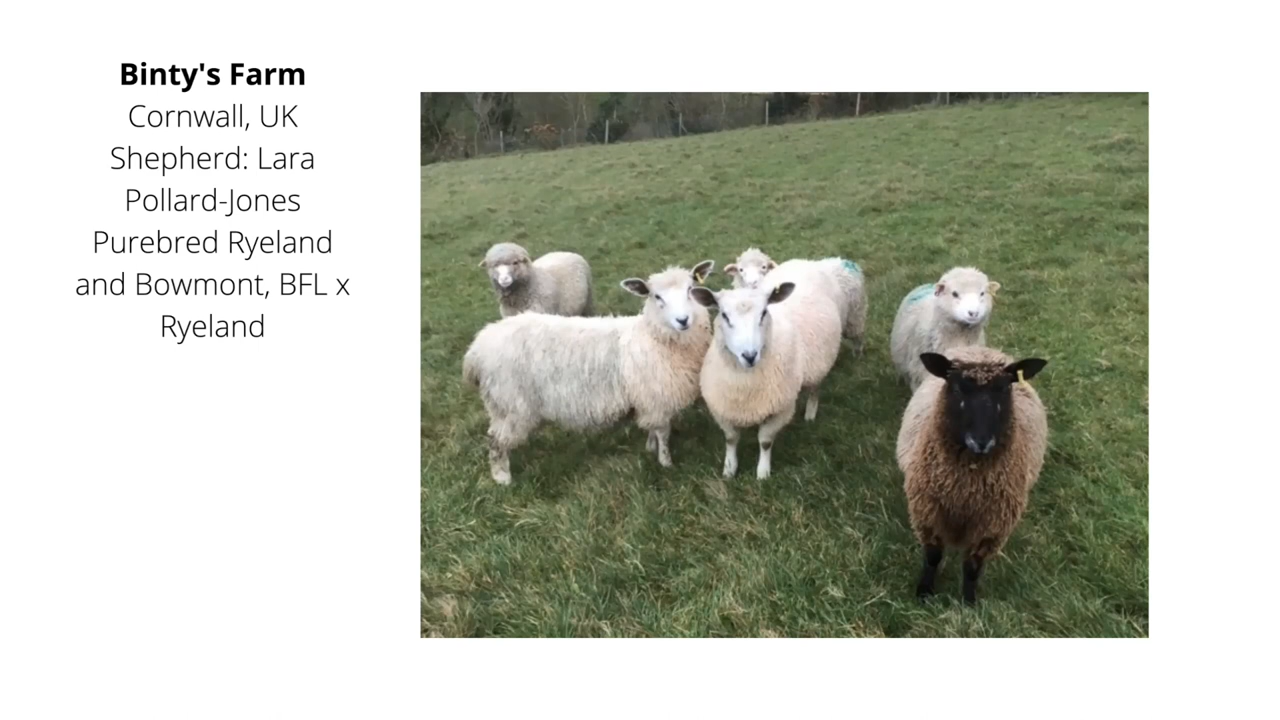 Binty's Farm
Cornwall, UK
Shepherd: Lara
Pollard-Jones
Purebred Ryeland
and Bowmont, BFL x
Ryeland